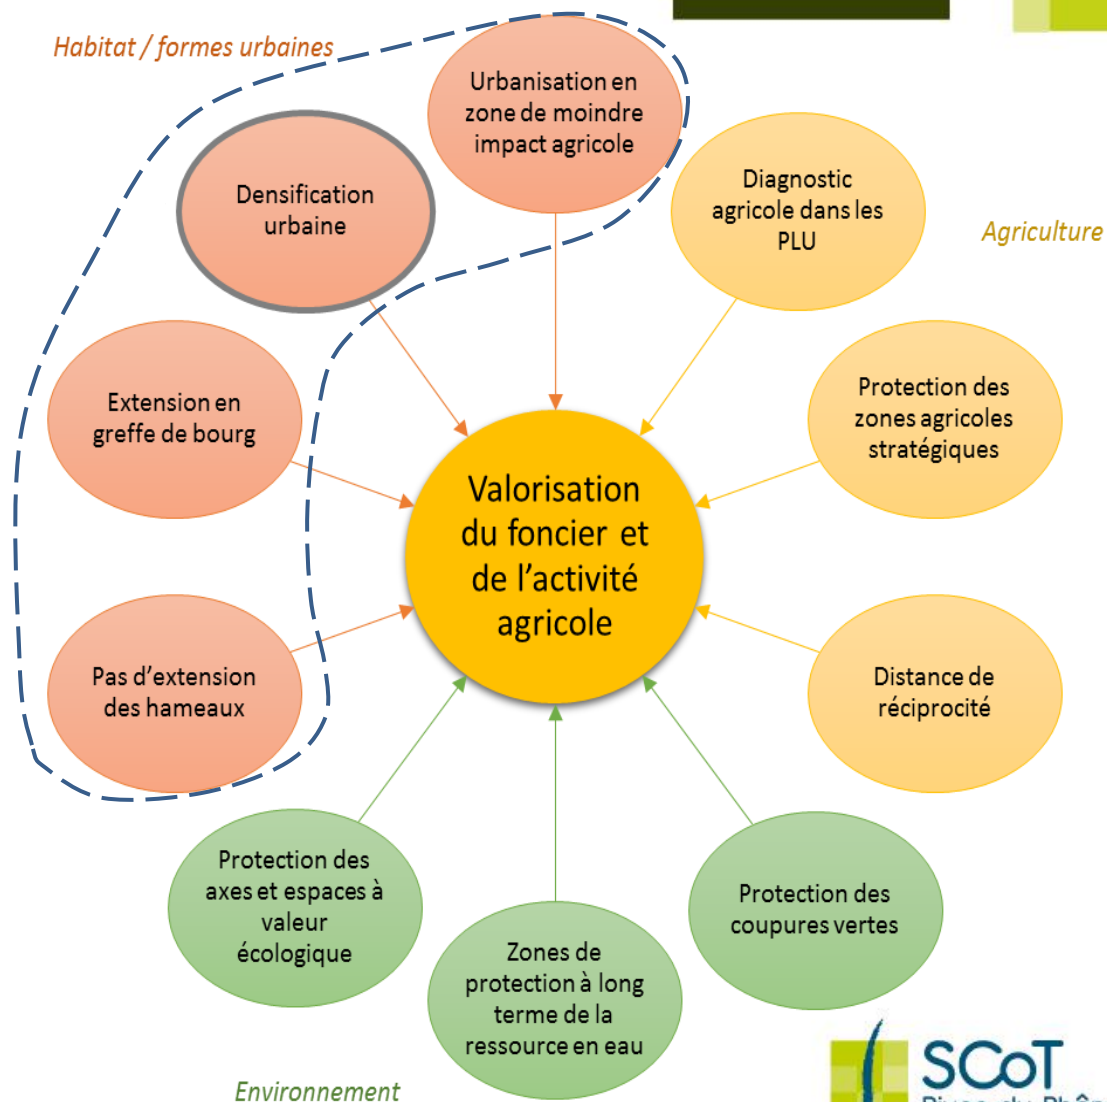 Habitat / formes urbaines
Urbanisation en
zone de moindre
impact agricole
Densification
urbaine
Diagnostic
agricole dans les
PLU
Agriculture
Extension en
greffe de bourg
Protection des
zones agricoles
stratégiques
Valorisation
du foncier et
de l’activité
agricole
Pas d’extension
des hameaux
Distance de
réciprocité
Protection des
axes et espaces à
valeur
écologique
Zones de
protection à long
terme de la
ressource en eau
Protection des
coupures vertes
Environnement
SCoT